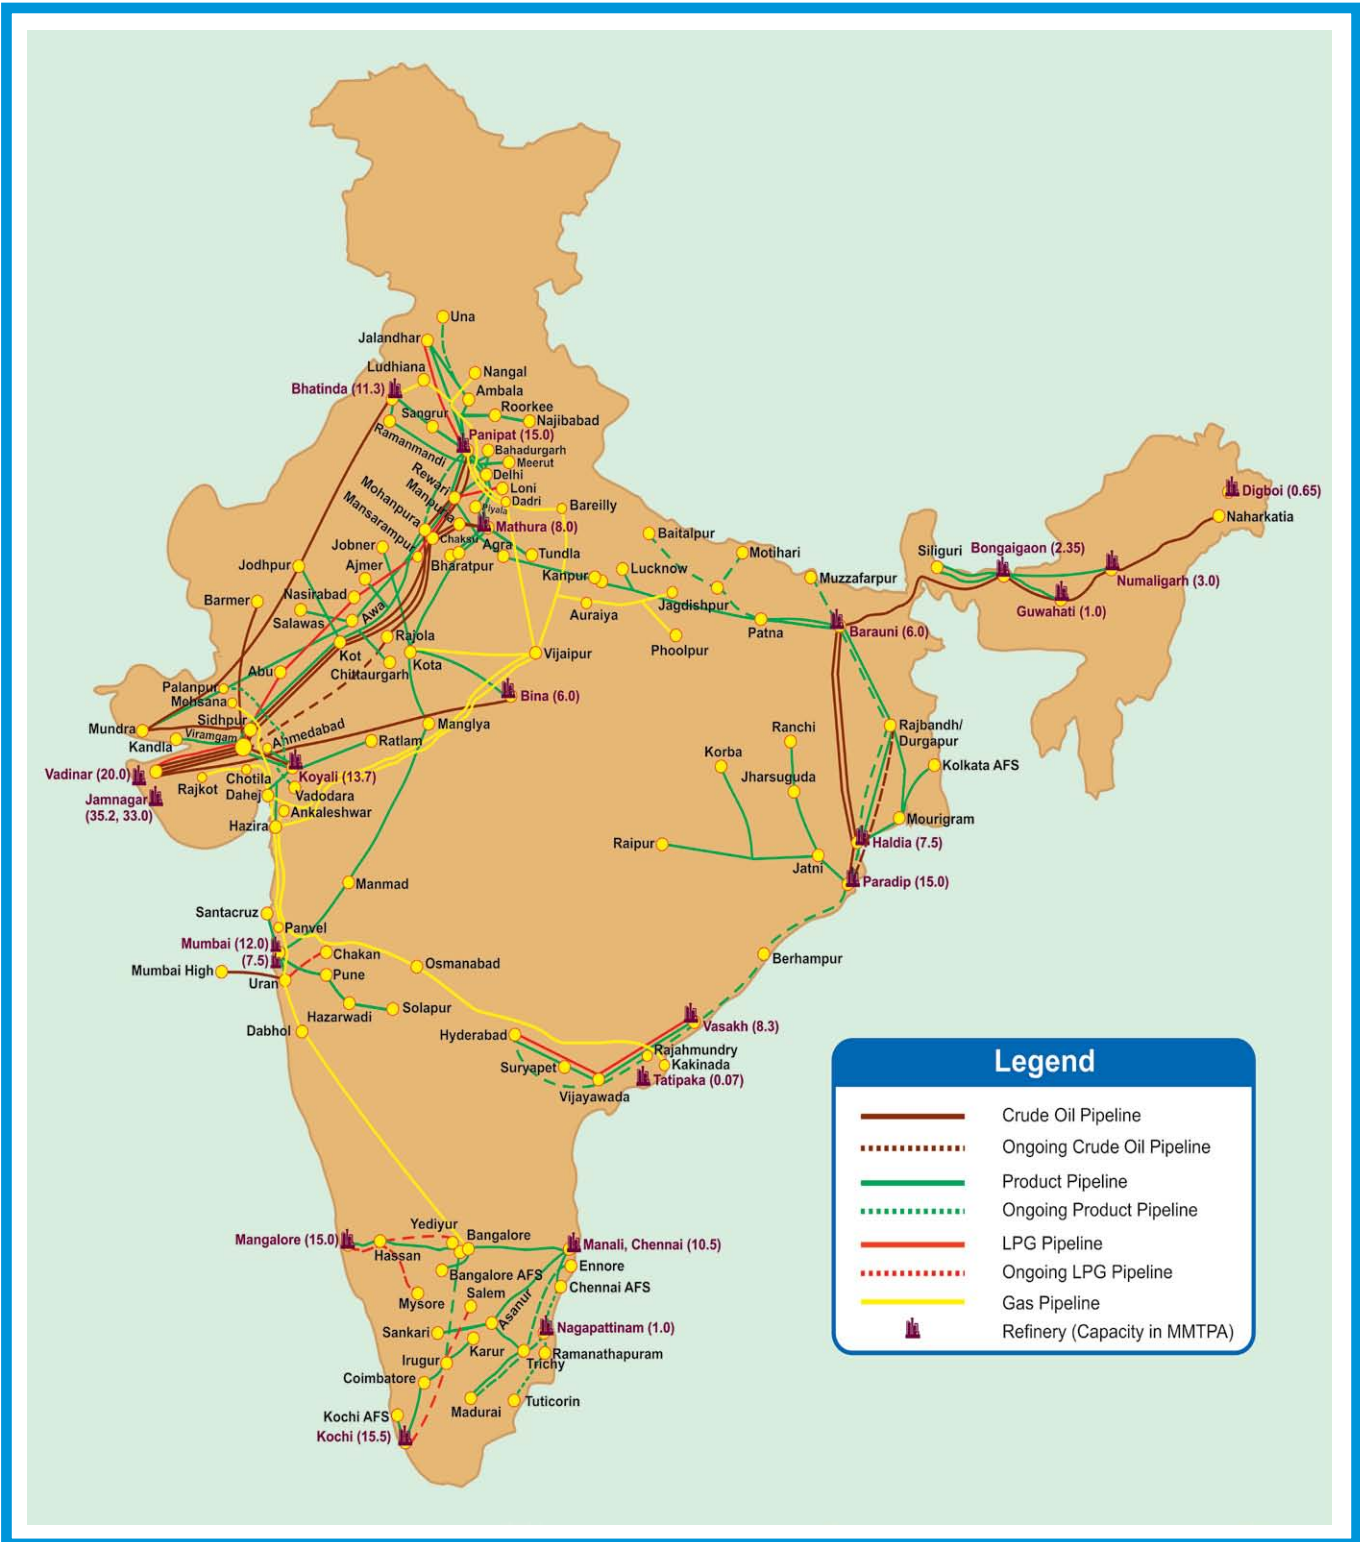 Una
Jalandhar
Ludhiana
Nangal
Bhatinda (11.3)
Ambala
Sangrur
Roorkee
Najibabad
Ramanmandi
Panipat (15.0)
Bahadurgarh
Meerut
Rewari
Delhi
Manpura
Loni
Dadri
Mohanpura
Piyala
Bareilly
Mansarampur
Mathura (8.0)
Chaksu
Jobner
Agra
Tundla
Baitalpur
Motihari
Jodhpur
Ajmer
Bharatpur
Kanpur
Lucknow
Muzzafarpur
Nasirabad
Barmer
Salawas
Awa
Auraiya
Jagdishpur
Patna
Barauni (6.0)
Siliguri
Bongaigaon (2.35)
Digboi (0.65)
Naharkatia
Numaligarh (3.0)
Guwahati (1.0)
Rajola
Kot
Kota
Vijaipur
Phoolpur
Abu
Chittaurgarh
Palanpur
Mehsana
Bina (6.0)
Sidhpur
Mundra
Viramgam
Ahmedabad
Manglya
Kandla
Ratlam
Ranchi
Rajbandh/
Durgapur
Korba
Vadinar (20.0)
Koyali (13.7)
Chotila
Jharsuguda
Kolkata AFS
Rajkot
Dahej
Vadodara
Jamnagar
(35.2, 33.0)
Ankaleshwar
Hazira
Mourigram
Raipur
Haldia (7.5)
Jatni
Paradip (15.0)
Manmad
Santacruz
Panvel
Mumbai (12.0)
(7.5)
Chakan
Berhampur
Mumbai High
Uran
Pune
Osmanabad
Hazarwadi
Solapur
Dabhol
Hyderabad
Vasakh (8.3)
Rajahmundry
Suryapet
Kakinada
Tatipaka (0.07)
Vijayawada
Yediyur
Mangalore (15.0)
Bangalore
Manali, Chennai (10.5)
Hassan
Ennore
Bangalore AFS
Chennai AFS
Mysore
Salem
Asanur
Sankari
Nagapattinam (1.0)
Karur
Ramanathapuram
Irugur
Trichy
Coimbatore
Tuticorin
Madurai
Kochi AFS
Kochi (15.5)
Legend
Crude Oil Pipeline
Ongoing Crude Oil Pipeline
Product Pipeline
Ongoing Product Pipeline
LPG Pipeline
Ongoing LPG Pipeline
Gas Pipeline
Refinery (Capacity in MMTPA)